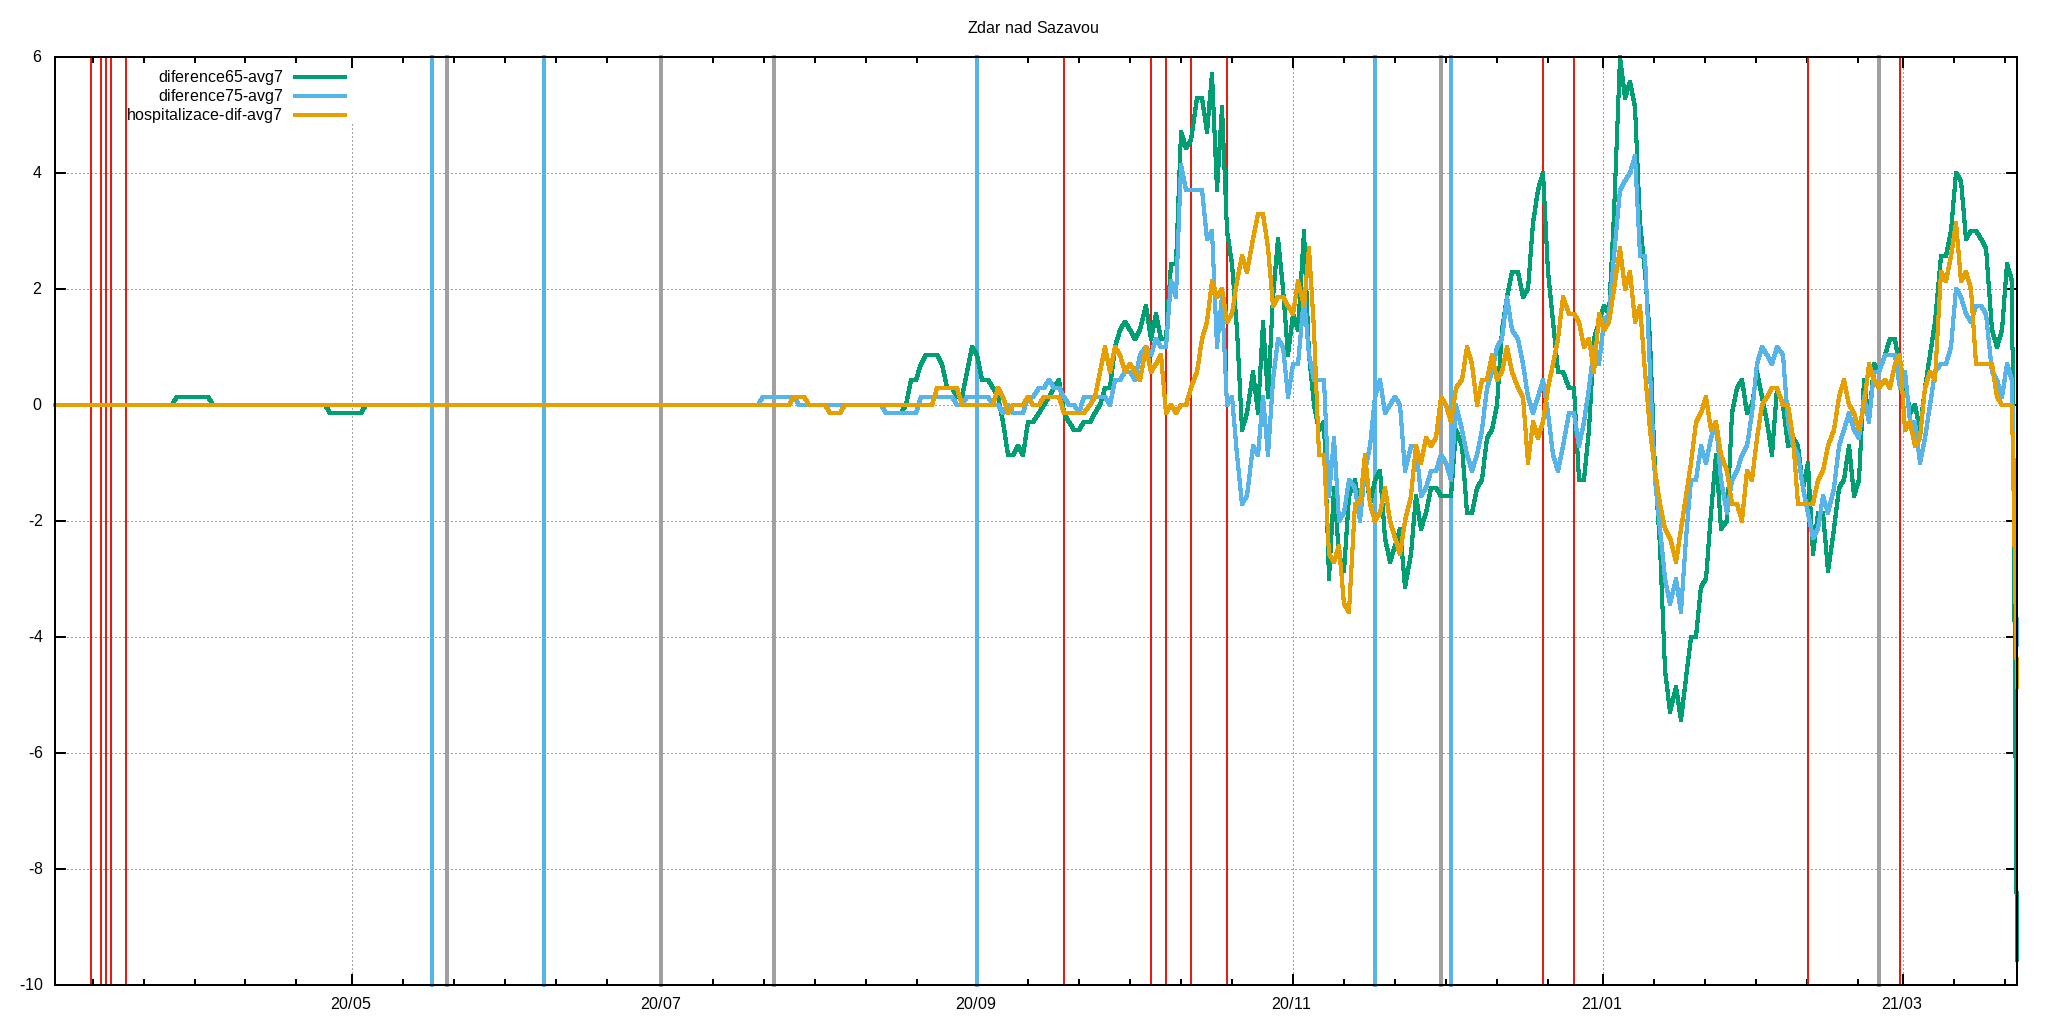 Zdar nad Sazavou
6
4
2
0
-2
-4
-6
-8
-10
diference65-avg7
diference75-avg7
hospitalizace-dif-avg7
20/05 20/07 20/09 20/11 21/01 21/03